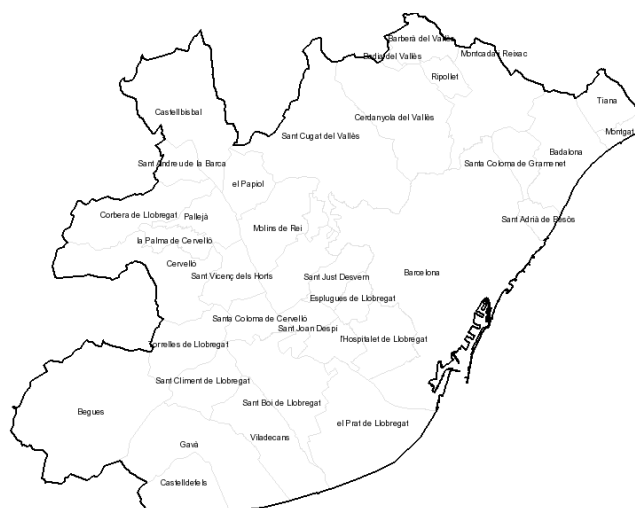 Barberà del Vallès
Badia del Vallès
Montcada i Reixac
Ripollet
Tiana
Castellbisbal
Cerdanyola del Vallès
Montgat
Sant Cugat del Vallès
Badalona
Sant Andreu de la Barca
Santa Coloma de Gramenet
el Papiol
Corbera de Llobregat
Pallejà
Sant Adrià de Besòs
Molins de Rei
la Palma de Cervelló
Cervelló
Sant Vicenç dels Horts
Sant Just Desvern
Barcelona
Esplugues de Llobregat
Santa Coloma de Cervelló
Sant Joan Despí
l'Hospitalet de Llobregat
Torrelles de Llobregat
Sant Climent de Llobregat
Sant Boi de Llobregat
Begues
el Prat de Llobregat
Viladecans
Gavà
Castelldefels